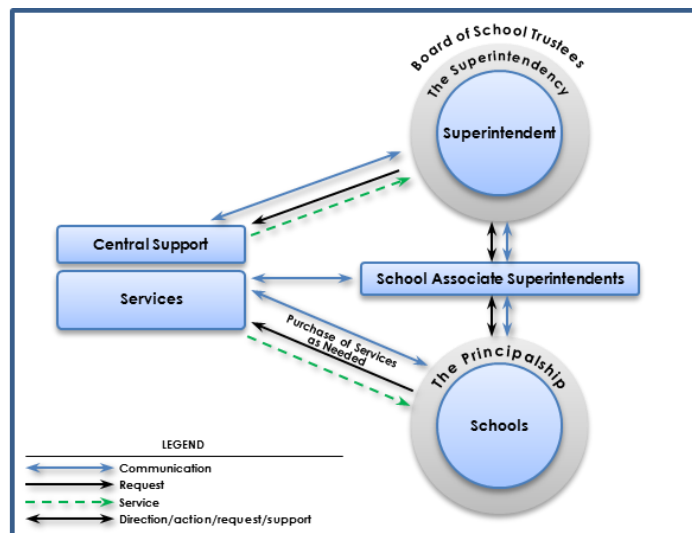 Board of School Trustees
The Superintendency
Superintendent
Central Support
Services
School Associate Superintendents
Purchase of Services
as Needed
The Principalship
Schools
LEGEND
Communication
Request
Service
Direction/action/request/support